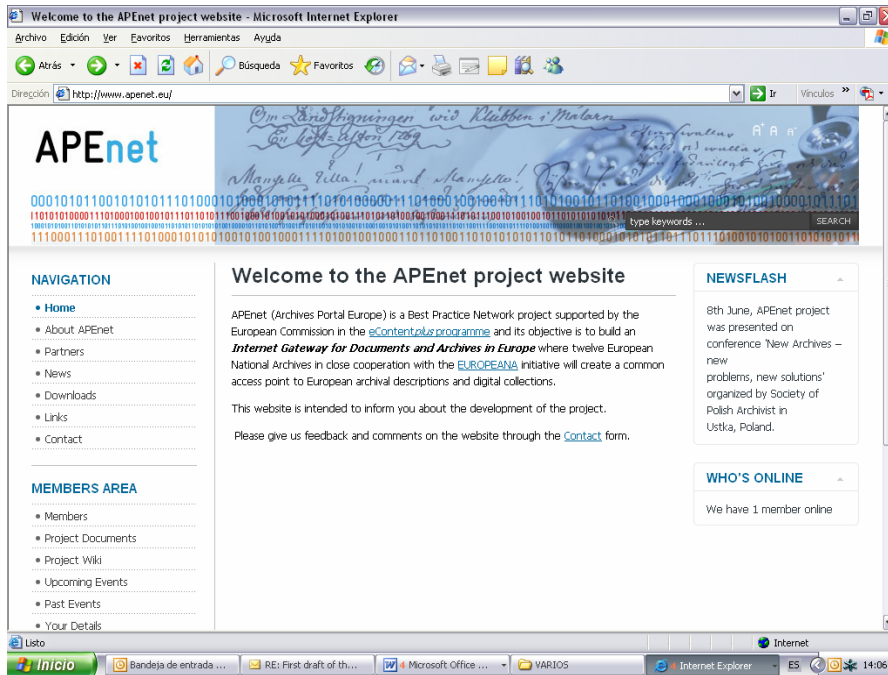 Welcome to the APEnet project website - Microsoft Internet Explorer
Archivo Edición Ver Favoritos Herramientas Ayuda
Atrás Búsqueda Favoritos
Dirección http://www.apenet.eu/ Ir Vínculos »
APEnet
A+ A A-
type keywords ... SEARCH
NAVIGATION
Home
About APEnet
Partners
News
Downloads
Links
Contact
MEMBERS AREA
Members
Project Documents
Project Wiki
Upcoming Events
Past Events
Your Details
Welcome to the APEnet project website
APEnet (Archives Portal Europe) is a Best Practice Network project supported by the
European Commission in the eContentplus programme and its objective is to build an
Internet Gateway for Documents and Archives in Europe where twelve European
National Archives in close cooperation with the EUROPEANA initiative will create a common
access point to European archival descriptions and digital collections.
This website is intended to inform you about the development of the project.
Please give us feedback and comments on the website through the Contact form.
NEWSFLASH
8th June, APEnet project
was presented on
conference 'New Archives –
new
problems, new solutions'
organized by Society of
Polish Archivist in
Ustka, Poland.
WHO'S ONLINE
We have 1 member online
Listo Internet
Inicio Bandeja de entrada ... RE: First draft of th... 4 Microsoft Office ... VARIOS 4 Internet Explorer ES 14:06